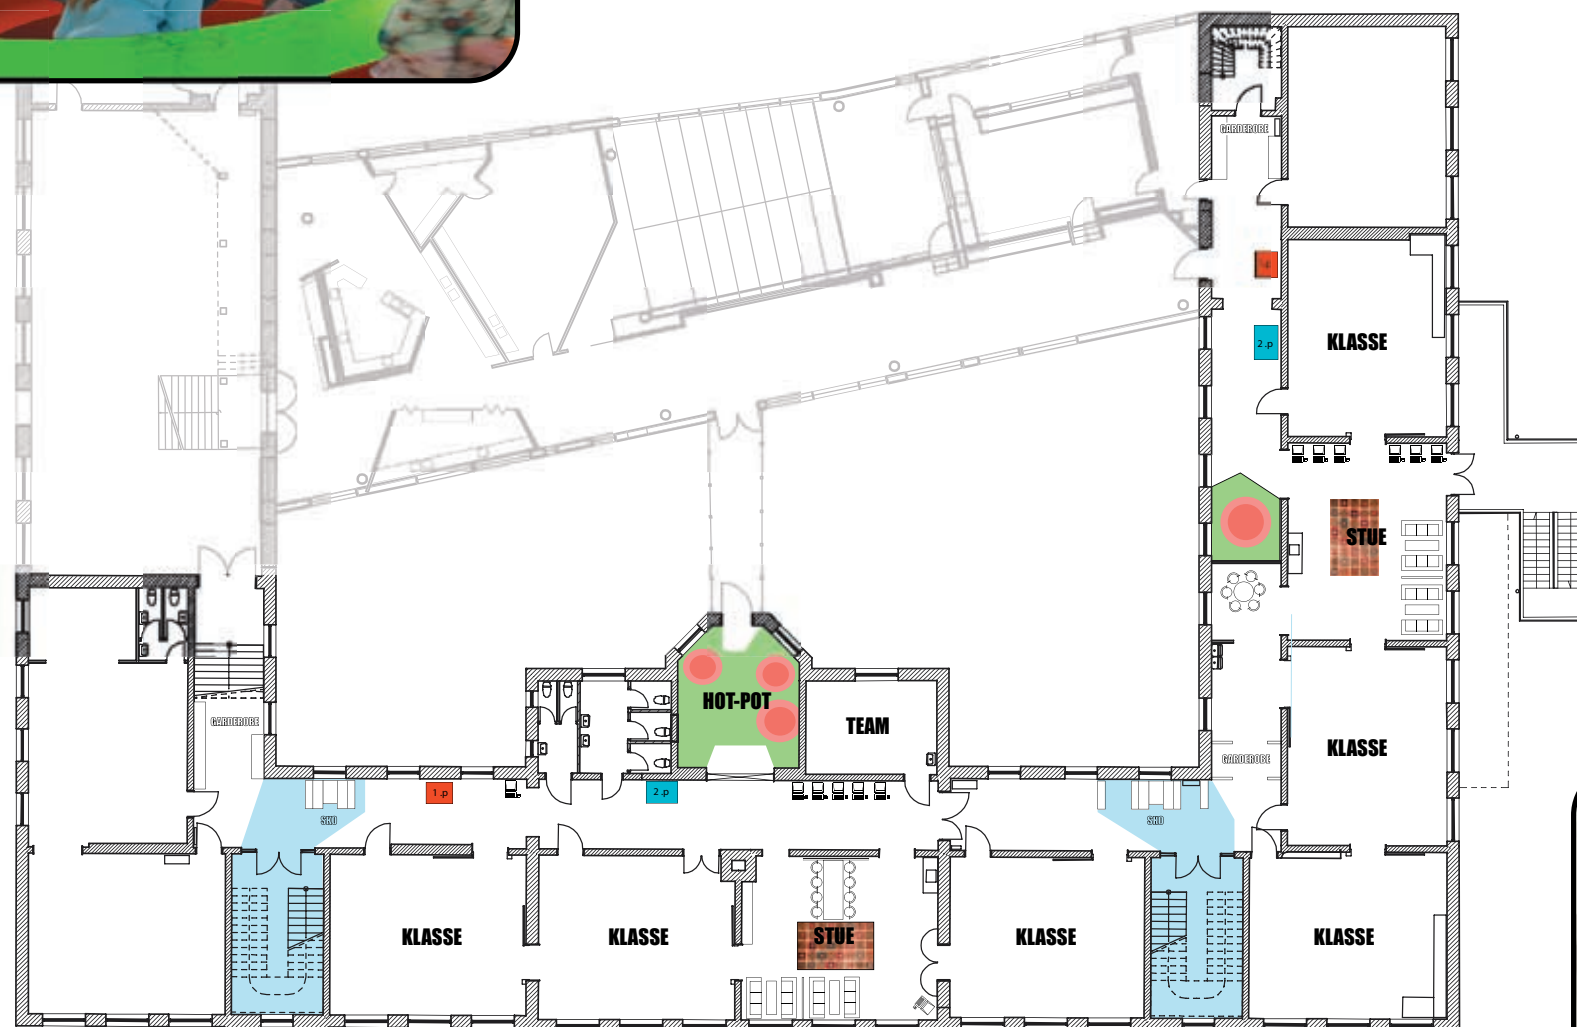 GARDEROBE
KLASSE
2.p
STUE
HOT-POT
TEAM
GARDEROBE
KLASSE
GARDEROBE
1.p
2.p
SKO
SKO
KLASSE
KLASSE
STUE
KLASSE
KLASSE